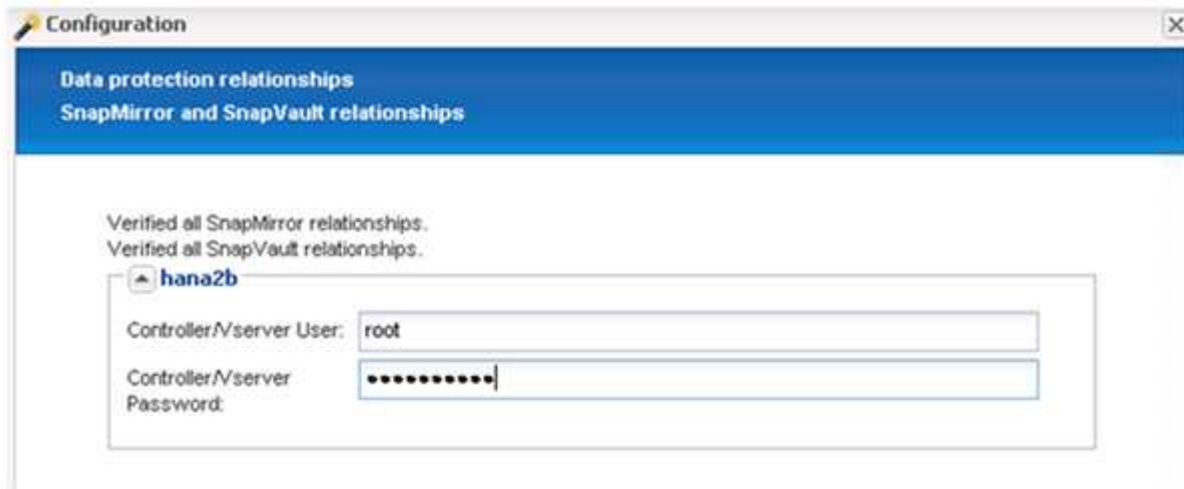 Configuration
Data protection relationships
SnapMirror and SnapVault relationships
Verified all SnapMirror relationships.
Verified all SnapVault relationships.
hana2b
Controller/Vserver User: root
Controller/Vserver ••••••••••
Password: